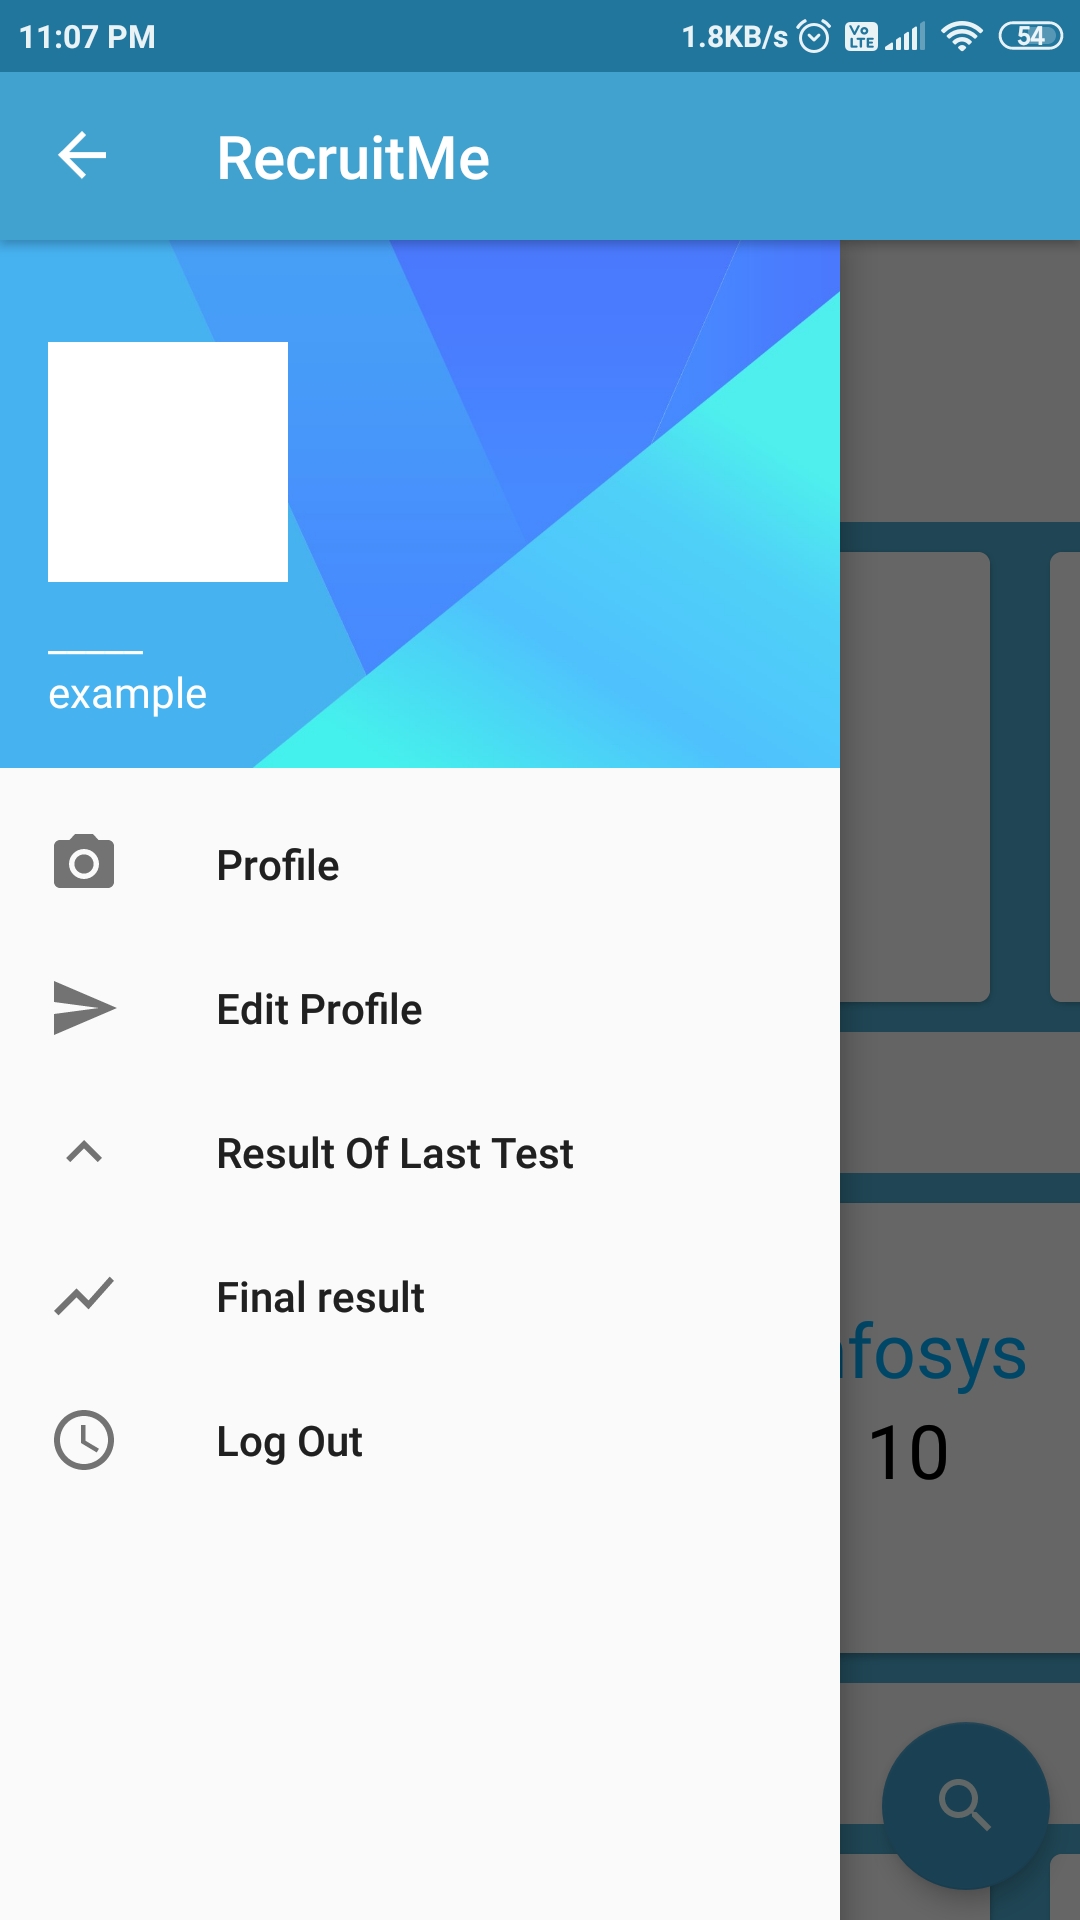 11:07 PM 1.8KB/s Vo LTE 54
RecruitMe
example
Profile
Edit Profile
Result Of Last Test
Final result
nfosys
10
Log Out